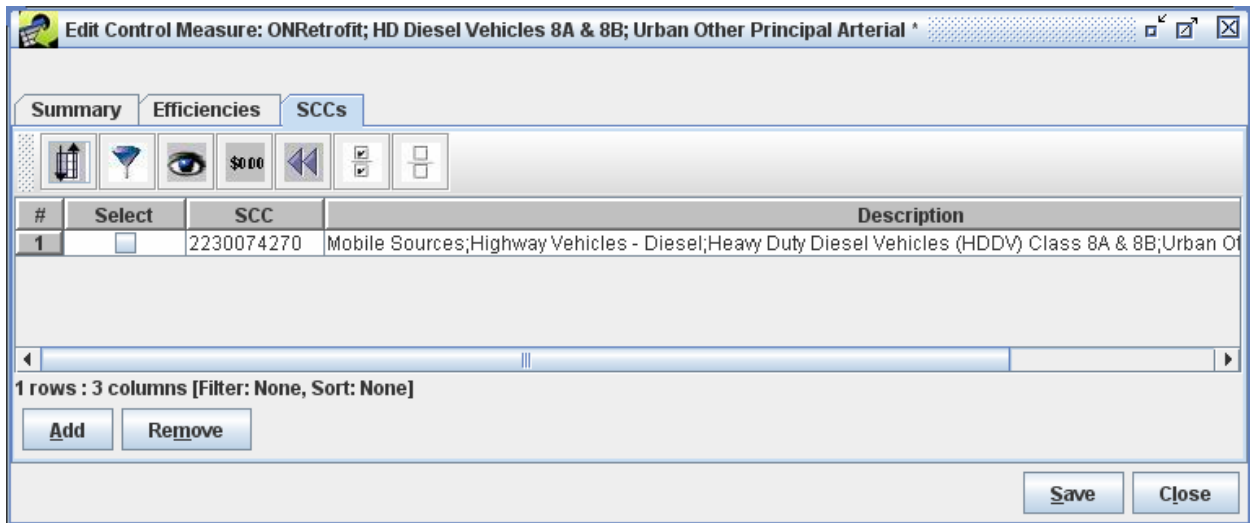 Edit Control Measure: ONRetrofit; HD Diesel Vehicles 8A & 8B; Urban Other Principal Arterial *
Summary Efficiencies SCCs
$000
# Select SCC Description
1 2230074270 Mobile Sources;Highway Vehicles - Diesel;Heavy Duty Diesel Vehicles (HDDV) Class 8A & 8B;Urban Ot
1 rows : 3 columns [Filter: None, Sort: None]
Add Remove
Save Close